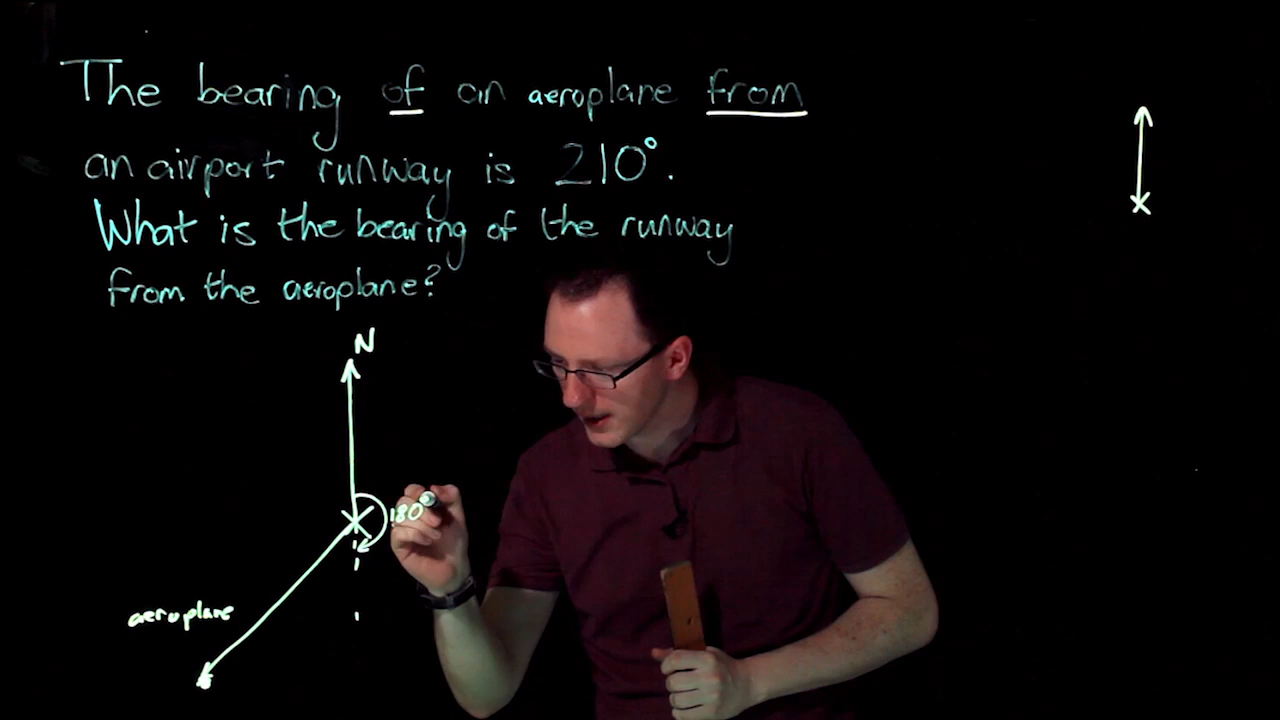 The bearing of an aeroplane from
an airport runway is 210°.
What is the bearing of the runway
from the aeroplane?
N
180°
aeroplane